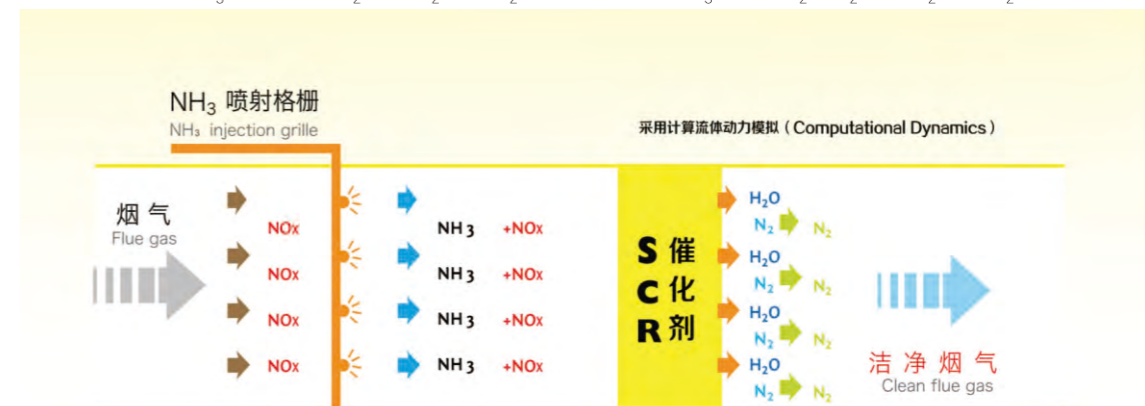 NH₃ 喷射格栅
NH₃ injection grille
采用计算流体动力模拟（Computational Dynamics）
烟气
Flue gas
NOx
NH3 +NOx
NOx
NH3 +NOx
NOx
NH3 +NOx
NOx
NH3 +NOx
S 催
C 化
R 剂
H₂O
N₂ N₂
H₂O
N₂ N₂
H₂O
N₂ N₂
H₂O
N₂ N₂
洁净烟气
Clean flue gas